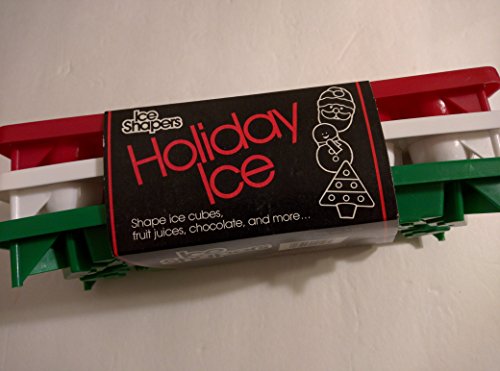 Ice
Shapers
Holiday
Ice
Shape ice cubes,
fruit juices, chocolate, and more...